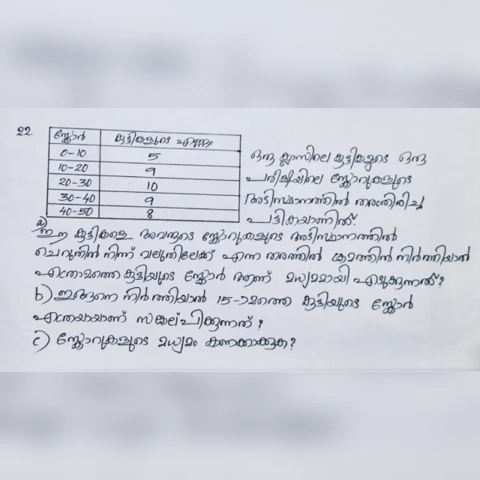 22.
സ്കോർ കുട്ടികളുടെ എണ്ണം
0-10 5
10-20 9
20-30 10
30-40 9
40-50 8
ഒരു ക്ലാസിലെ കുട്ടികളുടെ ഒരു
പരീക്ഷയിലെ സ്കോറുകളുടെ
അടിസ്ഥാനത്തിൽ തരംതിരിച്ച
പട്ടികയാണിത്.
a) ഈ കുട്ടികളെ അവരുടെ സ്കോറുകളുടെ അടിസ്ഥാനത്തിൽ
ചെറുതിൽ നിന്ന് വലുതിലേക്ക് എന്ന തരത്തിൽ ക്രമത്തിൽ നിർത്തിയാൽ
എത്രാമത്തെ കുട്ടിയുടെ സ്കോർ ആണ് മധ്യമമായി എടുക്കുന്നത്?
b) ഇങ്ങനെ നിർത്തിയാൽ 15-ാമത്തെ കുട്ടിയുടെ സ്കോർ
എത്രയായാണ് സങ്കല്പിക്കുന്നത്?
c) സ്കോറുകളുടെ മധ്യമം കണക്കാക്കുക?